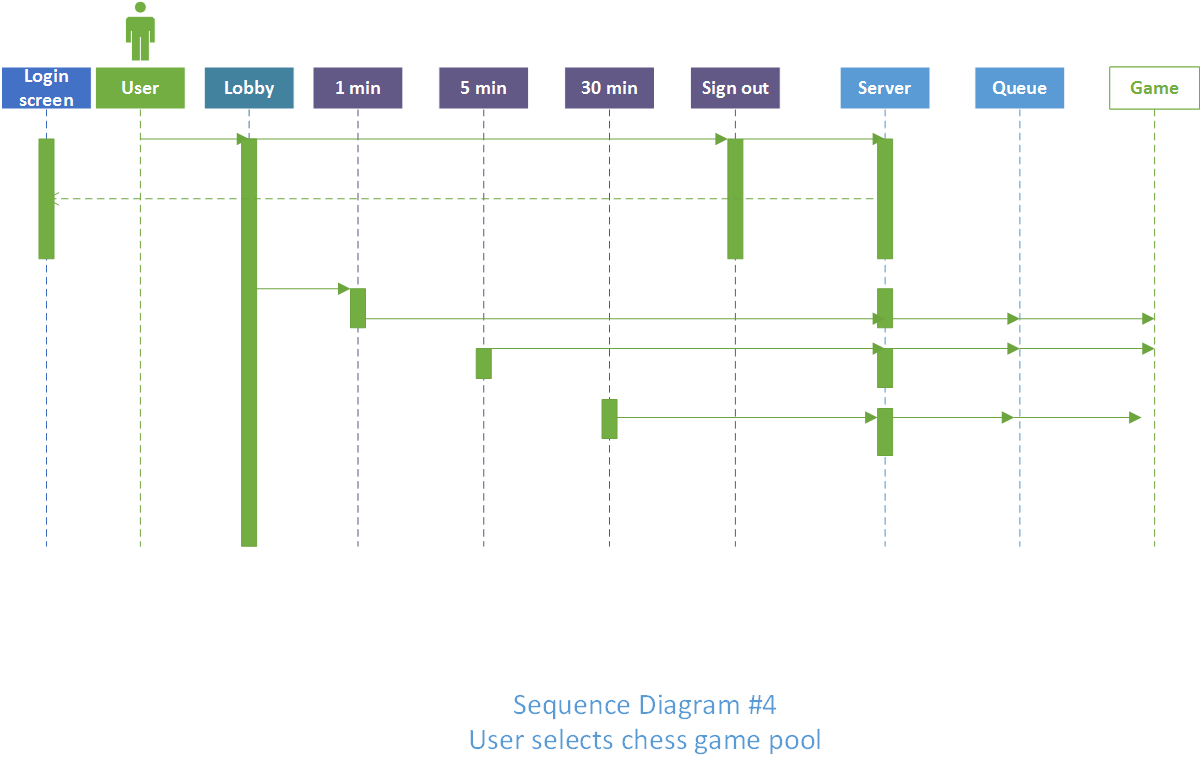 Login
screen
User
Lobby
1 min
5 min
30 min
Sign out
Server
Queue
Game
Sequence Diagram #4
User selects chess game pool